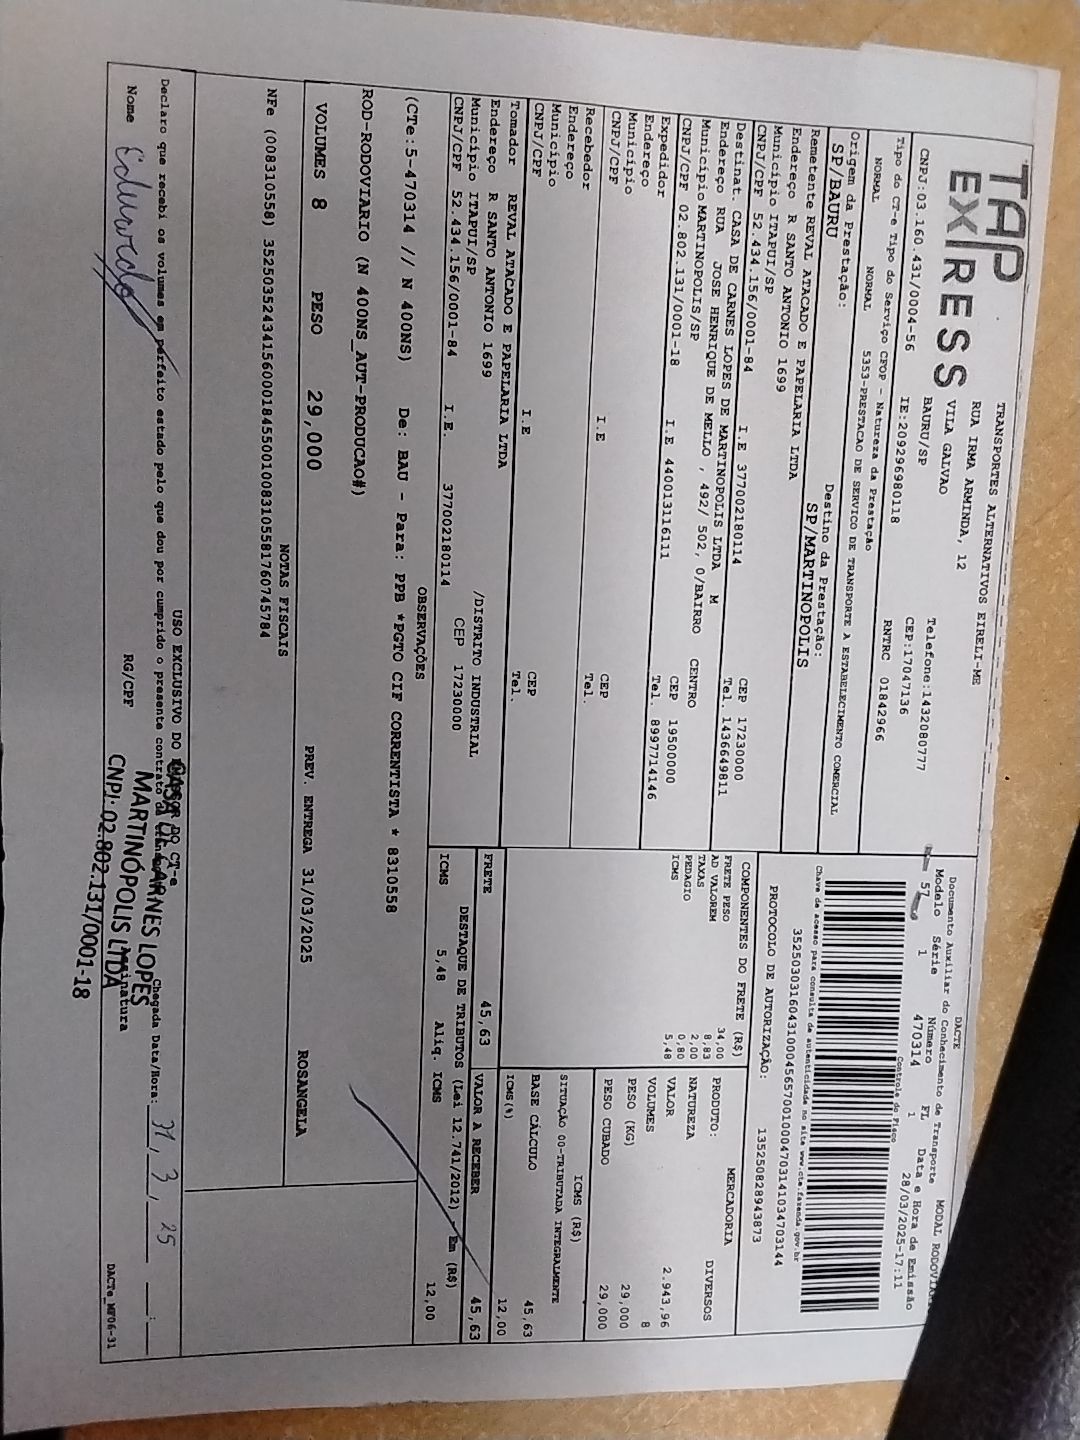 TAP
EXPRESS
TRANSPORTES ALTERNATIVOS EIRELI-ME
RUA IRMA ARMINDA, 12
VILA GALVAO
BAURU/SP
Telefone:1432080777
CEP:17047136
CNPJ:03.160.431/0004-56
IE:209296980118
RNTRC 01842966
DACTE
MODAL RODOVIAR
Documento Auxiliar do Conhecimento de Transporte
Modelo Série Número FL Data e Hora de Emissão
57 1 470314 1 28/03/2025-17:11
Controle do Fisco
Chave de acesso para consulta de autenticidade no site www.cte.fazenda.gov.br
35250303160431000456570010004703141034703144
PROTOCOLO DE AUTORIZAÇÃO: 135250828943873
Tipo do CT-e Tipo do Serviço CFOP - Natureza da Prestação
NORMAL NORMAL 5353-PRESTACAO DE SERVICO DE TRANSPORTE A ESTABELECIMENTO COMERCIAL
Origem da Prestação: Destino da Prestação:
SP/BAURU SP/MARTINOPOLIS
Remetente REVAL ATACADO E PAPELARIA LTDA
Endereço R SANTO ANTONIO 1699
Município ITAPUI/SP CEP 17230000
CNPJ/CPF 52.434.156/0001-84 I.E 377002180114 Tel. 1436649811
Destinat. CASA DE CARNES LOPES DE MARTINOPOLIS LTDA M
Endereço RUA JOSE HENRIQUE DE MELLO , 492/ 502, 0/BAIRRO CENTRO
Município MARTINOPOLIS/SP CEP 19500000
CNPJ/CPF 02.802.131/0001-18 I.E 440013116111 Tel. 8997714146
Expedidor
Endereço
Município CEP
CNPJ/CPF I.E Tel.
Recebedor
Endereço
Município CEP
CNPJ/CPF I.E Tel.
Tomador REVAL ATACADO E PAPELARIA LTDA
Endereço R SANTO ANTONIO 1699 /DISTRITO INDUSTRIAL
Município ITAPUI/SP CEP 17230000
CNPJ/CPF 52.434.156/0001-84 I.E. 377002180114
COMPONENTES DO FRETE (R$)
FRETE PESO 34,00
AD VALOREM 8,83
TAXAS 2,00
PEDAGIO 0,80
ICMS 5,48
PRODUTO: MERCADORIA
NATUREZA DIVERSOS
VALOR 2.943,96
VOLUMES 8
PESO (KG) 29,000
PESO CUBADO 29,000
ICMS (R$)
SITUAÇÃO 00-TRIBUTADA INTEGRALMENTE
BASE CÁLCULO 45,63
ICMS(%) 12,00
FRETE 45,63 VALOR A RECEBER 45,63
DESTAQUE DE TRIBUTOS (Lei 12.741/2012) - Em (R$)
ICMS 5,48 Aliq. ICMS 12,00
OBSERVAÇÕES
(CTe:5-470314 // N 400NS) De: BAU - Para: PPB *PGTO CIF CORRENTISTA * 8310558
ROD-RODOVIARIO (N 400NS_AUT-PRODUCAO#)
VOLUMES 8 PESO 29,000 PREV. ENTREGA 31/03/2025 ROSANGELA
NOTAS FISCAIS
NFe (008310558) 35250352434156000184550010083105581760745784
USO EXCLUSIVO DO DO CT-e
Declaro que recebi os volumes em perfeito estado pelo que dou por cumprido o presente contrato de Chegada Data/Hora: 31/3/25 :
Nome Eduardo RG/CPF Assinatura
CASA DE CARNES LOPES
MARTINÓPOLIS LTDA
CNPJ: 02.802.131/0001-18
DACTe_MF06-31